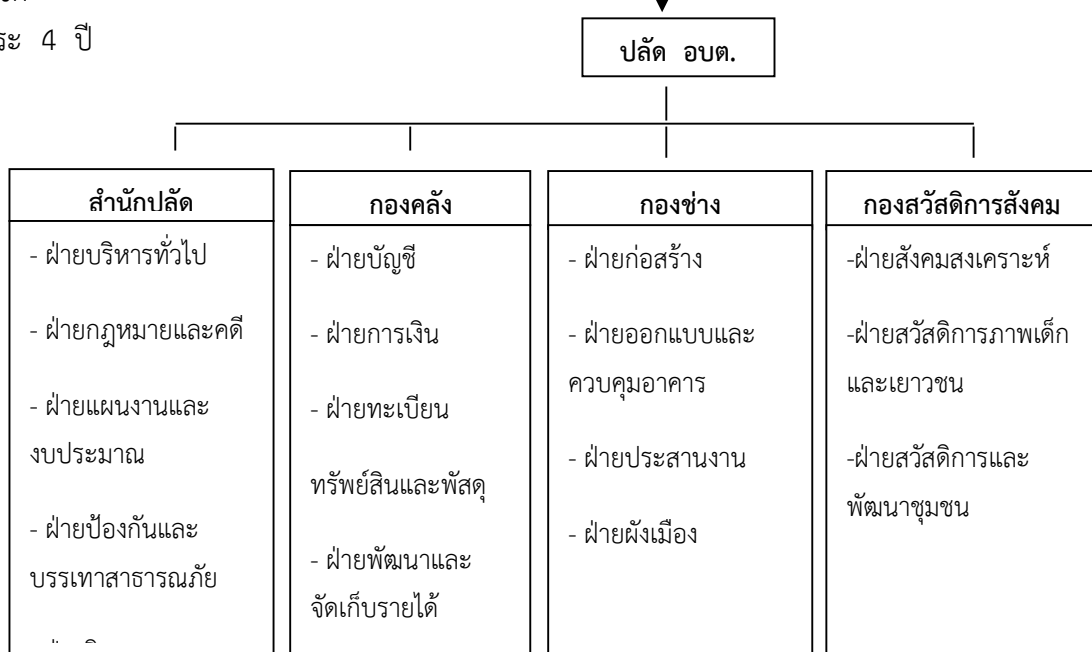 4 ปี
ปลัด อบต.
สำนักปลัด
- ฝ่ายบริหารทั่วไป
- ฝ่ายกฎหมายและคดี
- ฝ่ายแผนงานและ
งบประมาณ
- ฝ่ายป้องกันและ
บรรเทาสาธารณภัย
กองคลัง
- ฝ่ายบัญชี
- ฝ่ายการเงิน
- ฝ่ายทะเบียน
ทรัพย์สินและพัสดุ
- ฝ่ายพัฒนาและ
จัดเก็บรายได้
กองช่าง
- ฝ่ายก่อสร้าง
- ฝ่ายออกแบบและ
ควบคุมอาคาร
- ฝ่ายประสานงาน
- ฝ่ายผังเมือง
กองสวัสดิการสังคม
-ฝ่ายสังคมสงเคราะห์
-ฝ่ายสวัสดิการภาพเด็ก
และเยาวชน
-ฝ่ายสวัสดิการและ
พัฒนาชุมชน